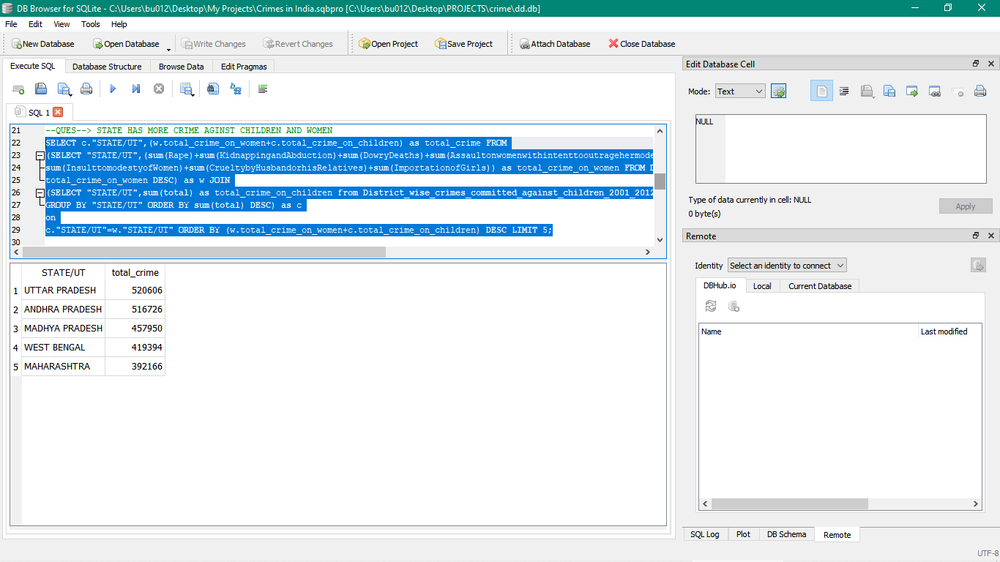 DB Browser for SQLite - C:\Users\bu012\Desktop\My Projects\Crimes in India.sqbpro [C:\Users\bu012\Desktop\PROJECTS\crime\dd.db]
File Edit View Tools Help
New Database Open Database Write Changes Revert Changes Open Project Save Project Attach Database Close Database
Execute SQL Database Structure Browse Data Edit Pragmas
SQL 1
21 --QUES--> STATE HAS MORE CRIME AGINST CHILDREN AND WOMEN
22 SELECT c."STATE/UT",(w.total_crime_on_women+c.total_crime_on_children) as total_crime FROM
23 (SELECT "STATE/UT",(sum(Rape)+sum(KidnappingandAbduction)+sum(DowryDeaths)+sum(Assaultonwomenwithintenttooutragehermode
24 sum(InsulttomodestyofWomen)+sum(CrueltybyHusbandorhisRelatives)+sum(ImportationofGirls)) as total_crime_on_women FROM D
25 total_crime_on_women DESC) as w JOIN
26 (SELECT "STATE/UT",sum(total) as total_crime_on_children from District_wise_crimes_committed_against_children_2001_2012
27 GROUP BY "STATE/UT" ORDER BY sum(total) DESC) as c
28 on
29 c."STATE/UT"=w."STATE/UT" ORDER BY (w.total_crime_on_women+c.total_crime_on_children) DESC LIMIT 5;
30
STATE/UT total_crime
1 UTTAR PRADESH 520606
2 ANDHRA PRADESH 516726
3 MADHYA PRADESH 457950
4 WEST BENGAL 419394
5 MAHARASHTRA 392166
Edit Database Cell
Mode: Text
NULL
Type of data currently in cell: NULL
0 byte(s)
Apply
Remote
Identity Select an identity to connect
DBHub.io Local Current Database
Name Last modified
SQL Log Plot DB Schema Remote
UTF-8